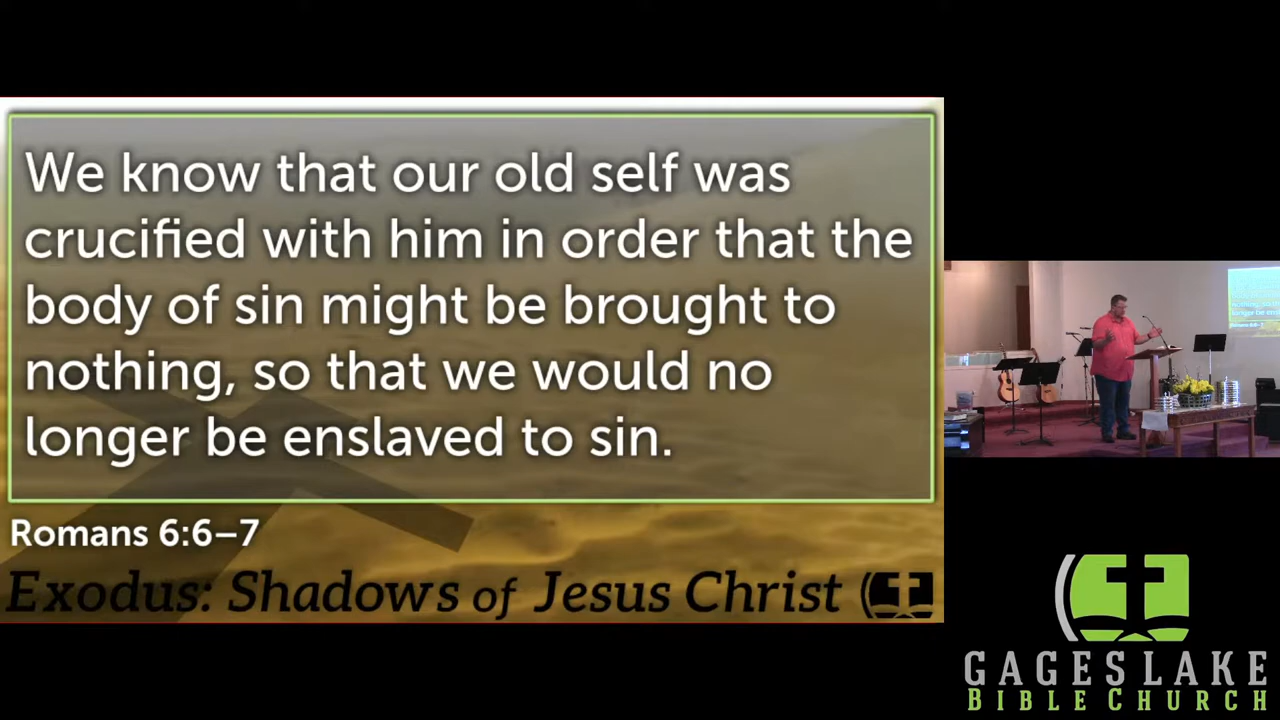 We know that our old self was
crucified with him in order that the
body of sin might be brought to
nothing, so that we would no
longer be enslaved to sin.
Romans 6:6–7
Exodus: Shadows of Jesus Christ
GAGESLAKE
BIBLE CHURCH